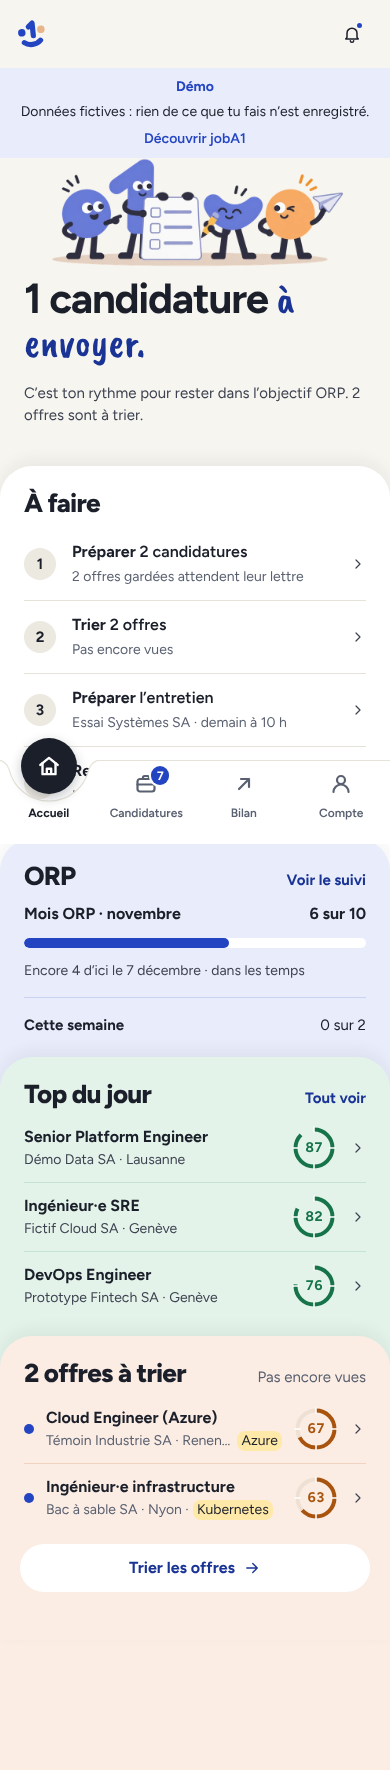 Démo
Données fictives : rien de ce que tu fais n'est enregistré.
Découvrir jobA1
1 candidature à
envoyer.
C'est ton rythme pour rester dans l'objectif ORP. 2
offres sont à trier.
À faire
1
Préparer 2 candidatures
2 offres gardées attendent leur lettre
2
Trier 2 offres
Pas encore vues
3
Préparer l'entretien
Essai Systèmes SA · demain à 10 h
Re
7
Accueil
Candidatures
Bilan
Compte
ORP
Voir le suivi
Mois ORP · novembre
6 sur 10
Encore 4 d'ici le 7 décembre · dans les temps
Cette semaine
0 sur 2
Top du jour
Tout voir
Senior Platform Engineer
Démo Data SA · Lausanne
87
Ingénieur·e SRE
Fictif Cloud SA · Genève
82
DevOps Engineer
Prototype Fintech SA · Genève
76
2 offres à trier
Pas encore vues
Cloud Engineer (Azure)
Témoin Industrie SA · Renen... Azure
67
Ingénieur·e infrastructure
Bac à sable SA · Nyon · Kubernetes
63
Trier les offres